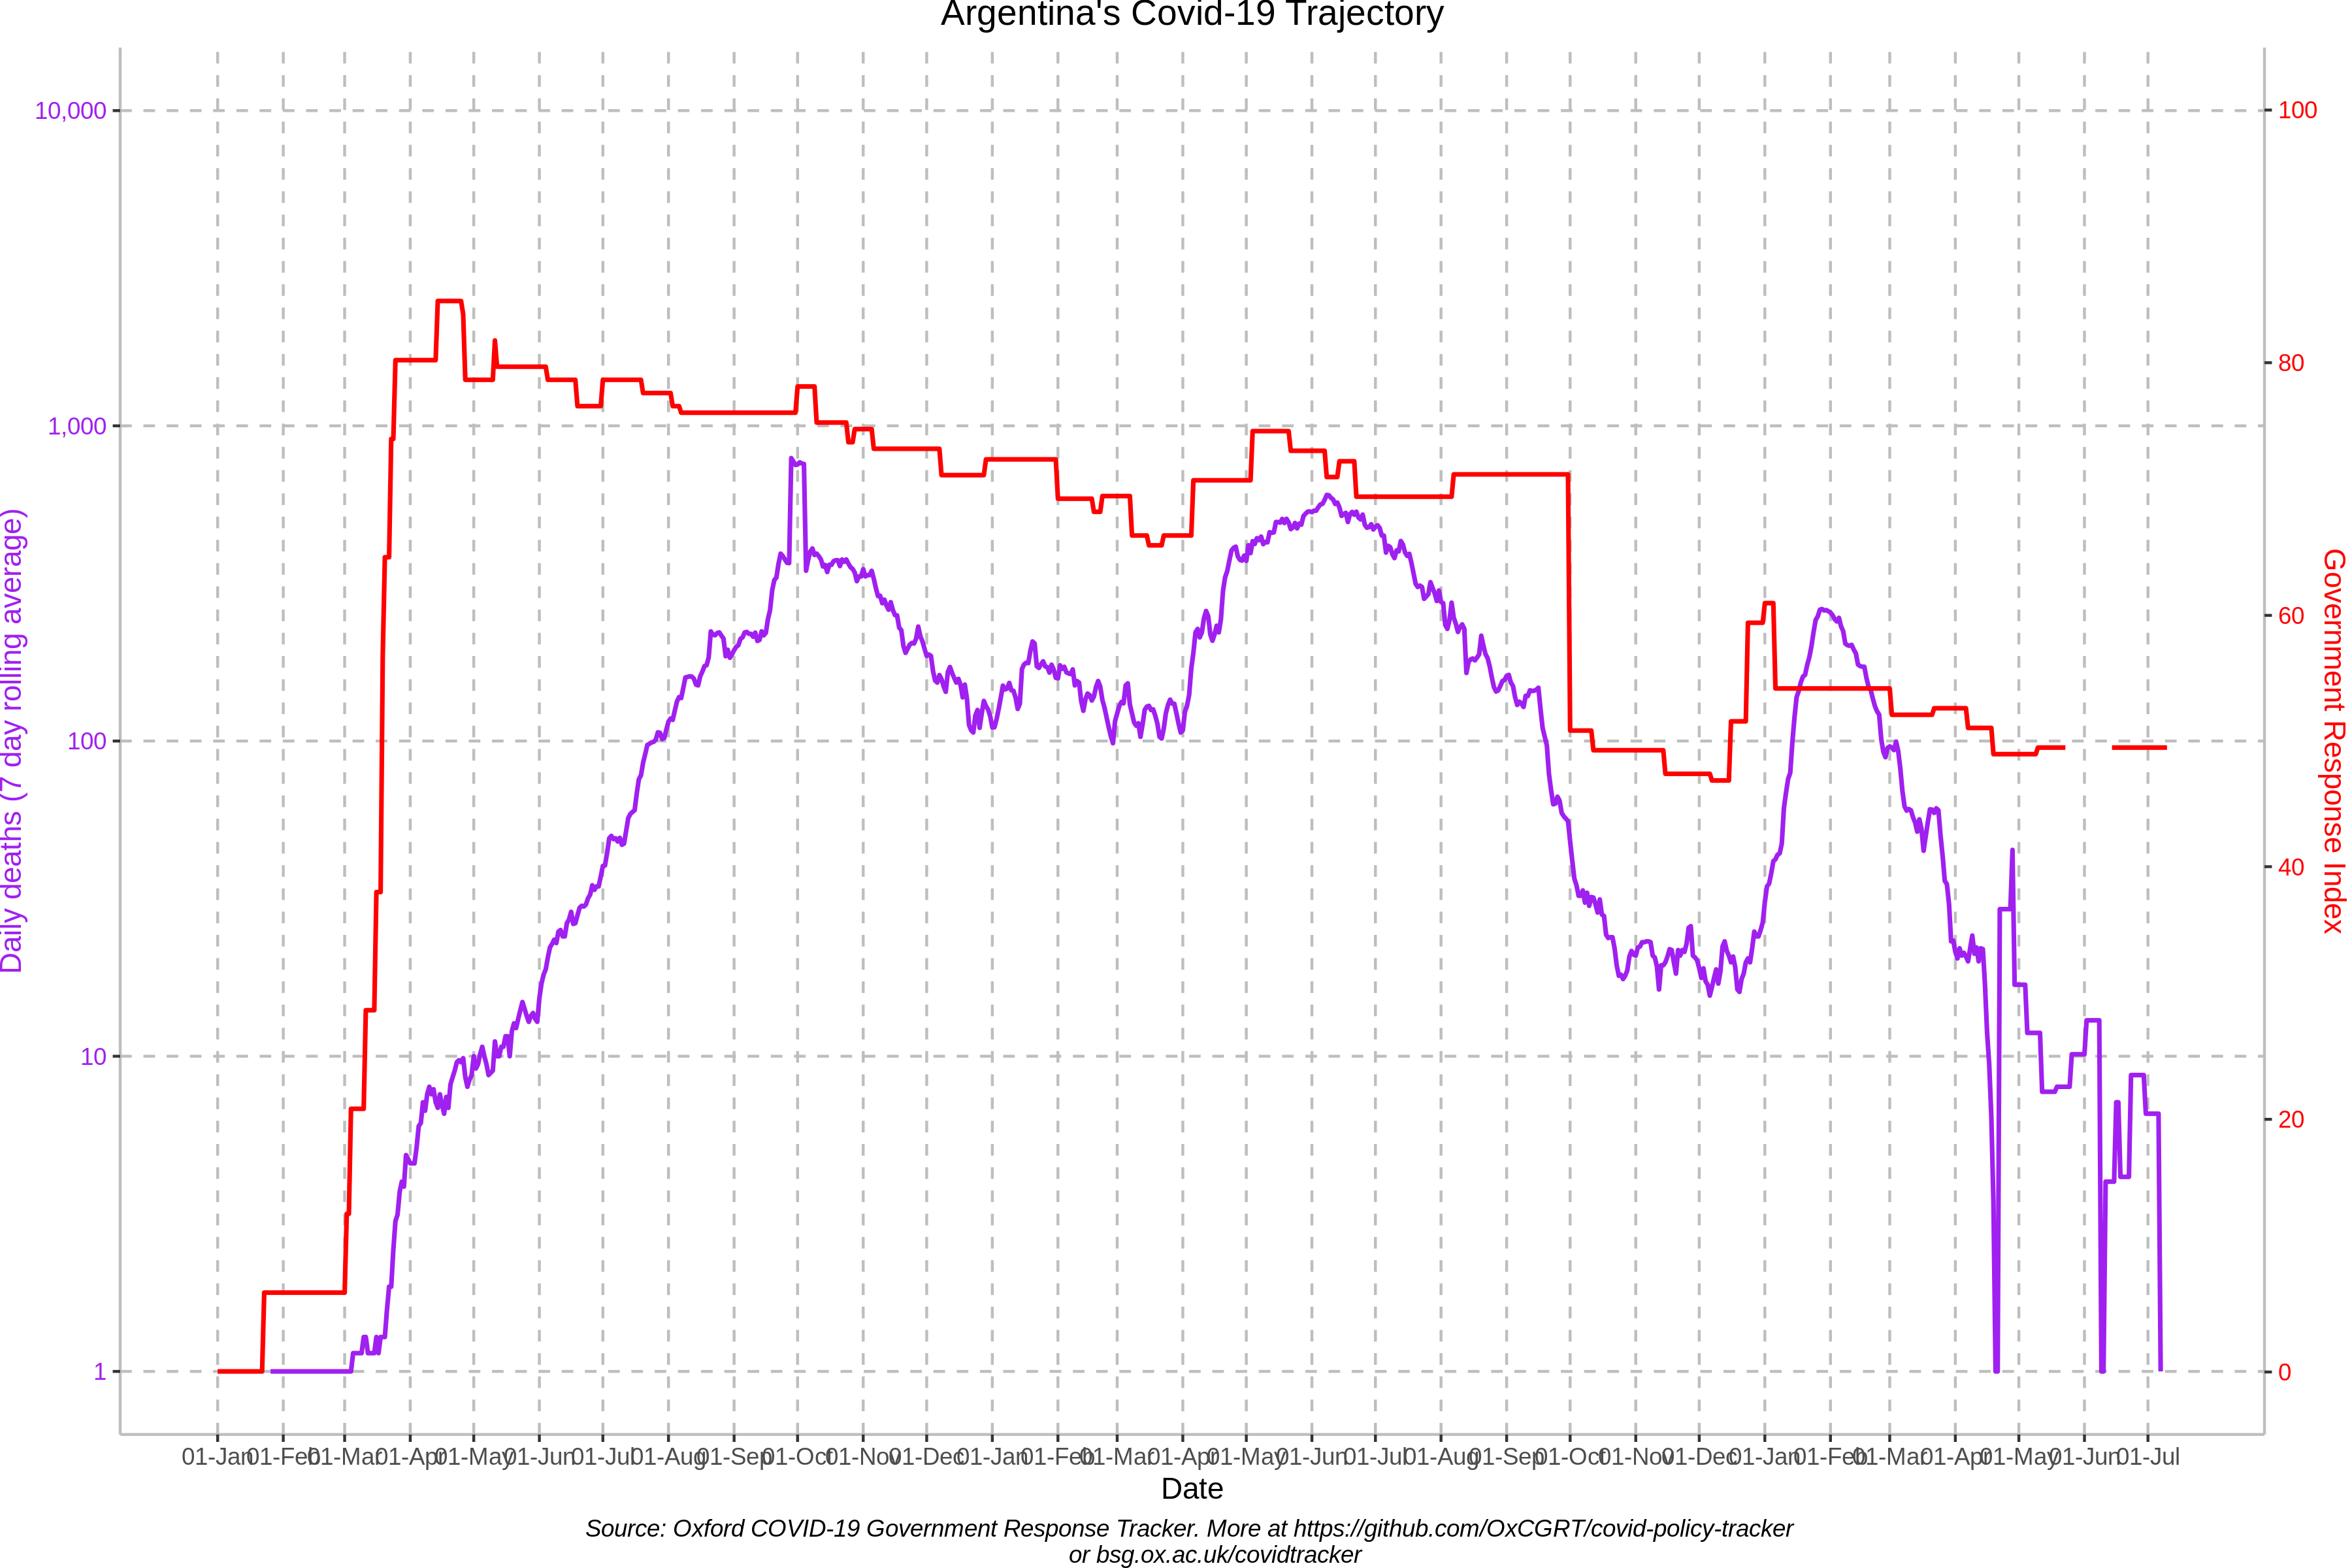 Argentina's Covid-19 Trajectory
10,000
1,000
100
10
1
Daily deaths (7 day rolling average)
100
80
60
40
20
0
Government Response Index
01-Jan 01-Feb 01-Mar 01-Apr 01-May 01-Jun 01-Jul 01-Aug 01-Sep 01-Oct 01-Nov 01-Dec 01-Jan 01-Feb 01-Mar 01-Apr 01-May 01-Jun 01-Jul 01-Aug 01-Sep 01-Oct 01-Nov 01-Dec 01-Jan 01-Feb 01-Mar 01-Apr 01-May 01-Jun 01-Jul
Date
Source: Oxford COVID-19 Government Response Tracker. More at https://github.com/OxCGRT/covid-policy-tracker
or bsg.ox.ac.uk/covidtracker